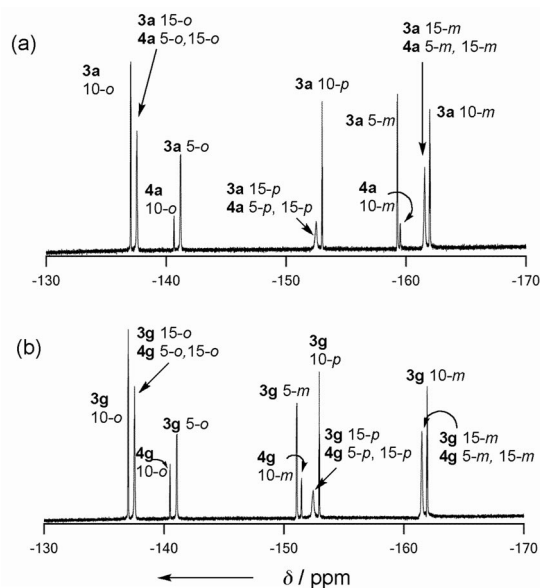 (a)
3a 15-o
4a 5-o,15-o
3a
10-o
4a
10-o
3a 5-o
3a 10-p
3a 15-p
4a 5-p, 15-p
3a 5-m
4a
10-m
3a 15-m
4a 5-m, 15-m
3a 10-m
-130
-140
-150
-160
-170
(b)
3g 15-o
4g 5-o,15-o
3g
10-o
4g
10-o
3g 5-o
3g 5-m
4g
10-m
3g
10-p
3g 15-p
4g 5-p, 15-p
3g 10-m
3g 15-m
4g 5-m, 15-m
-130
-140
-150
-160
-170
δ / ppm